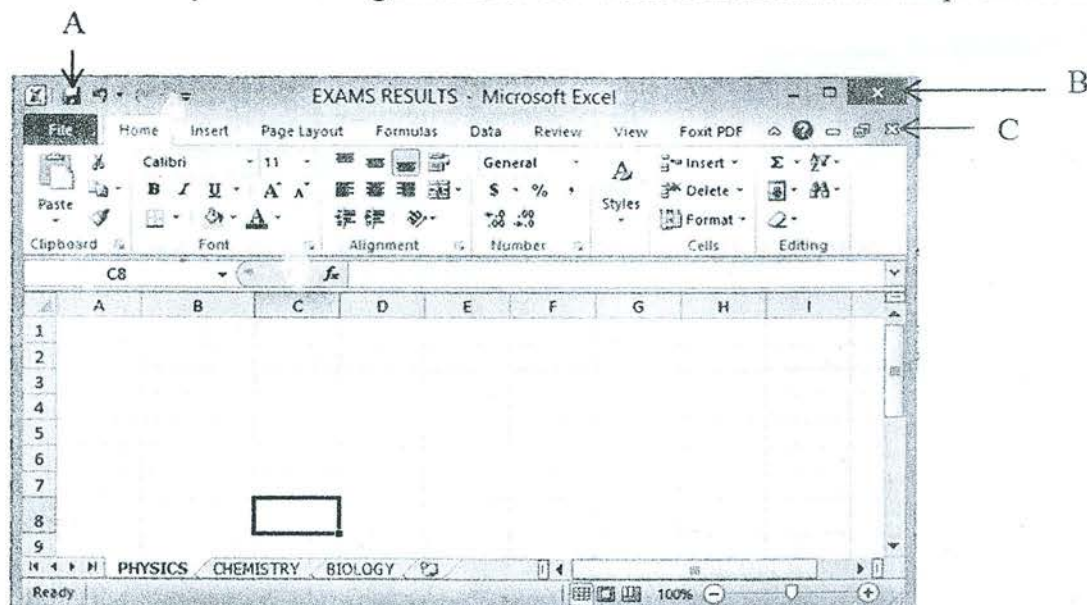 A
EXAMS RESULTS - Microsoft Excel
B
File Home Insert Page Layout Formulas Data Review View Foxit PDF
C
Calibri 11 General Insert
B I U A A $ % , Delete
Paste Styles
A Format
Clipboard Font Alignment Number Cells Editing
C8 fx
A B C D E F G H I
1
2
3
4
5
6
7
8
9
PHYSICS CHEMISTRY BIOLOGY
Ready 100%